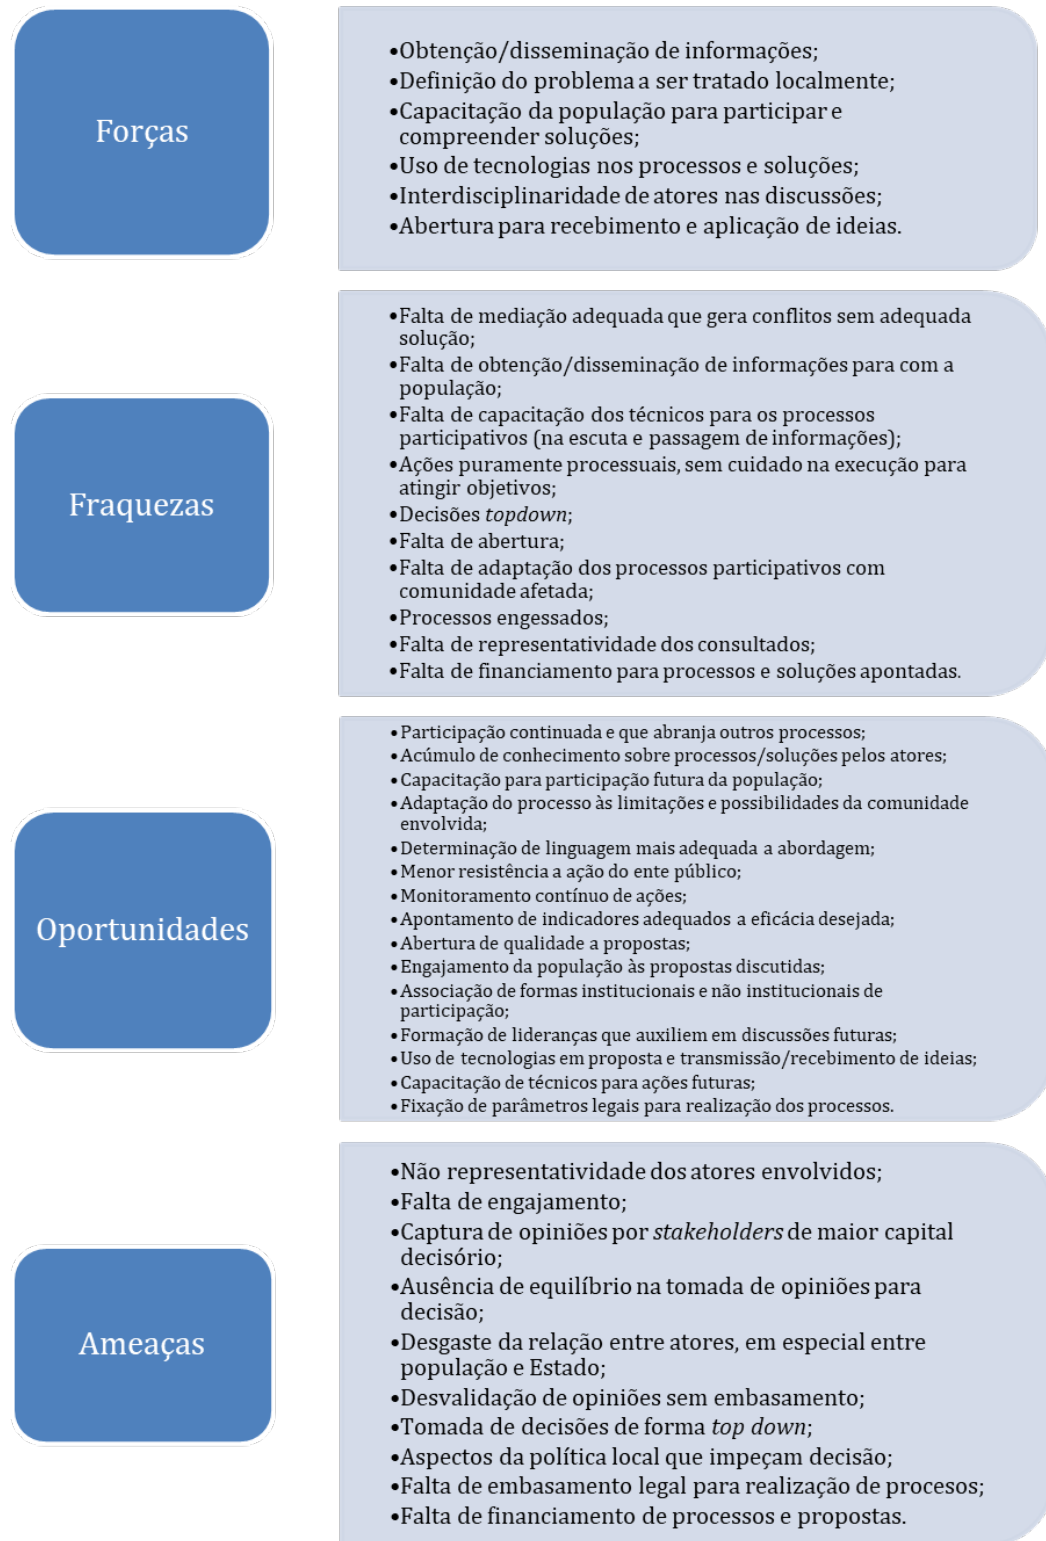 Forças
•Obtenção/disseminação de informações;
•Definição do problema a ser tratado localmente;
•Capacitação da população para participar e
compreender soluções;
•Uso de tecnologias nos processos e soluções;
•Interdisciplinaridade de atores nas discussões;
•Abertura para recebimento e aplicação de ideias.
Fraquezas
•Falta de mediação adequada que gera conflitos sem adequada
solução;
•Falta de obtenção/disseminação de informações para com a
população;
•Falta de capacitação dos técnicos para os processos
participativos (na escuta e passagem de informações);
•Ações puramente processuais, sem cuidado na execução para
atingir objetivos;
•Decisões topdown;
•Falta de abertura;
•Falta de adaptação dos processos participativos com
comunidade afetada;
•Processos engessados;
•Falta de representatividade dos consultados;
•Falta de financiamento para processos e soluções apontadas.
Oportunidades
•Participação continuada e que abranja outros processos;
•Acúmulo de conhecimento sobre processos/soluções pelos atores;
•Capacitação para participação futura da população;
•Adaptação do processo às limitações e possibilidades da comunidade
envolvida;
•Determinação de linguagem mais adequada a abordagem;
•Menor resistência a ação do ente público;
•Monitoramento contínuo de ações;
•Apontamento de indicadores adequados a eficácia desejada;
•Abertura de qualidade a propostas;
•Engajamento da população às propostas discutidas;
•Associação de formas institucionais e não institucionais de
participação;
•Formação de lideranças que auxiliem em discussões futuras;
•Uso de tecnologias em proposta e transmissão/recebimento de ideias;
•Capacitação de técnicos para ações futuras;
•Fixação de parâmetros legais para realização dos processos.
Ameaças
•Não representatividade dos atores envolvidos;
•Falta de engajamento;
•Captura de opiniões por stakeholders de maior capital
decisório;
•Ausência de equilíbrio na tomada de opiniões para
decisão;
•Desgaste da relação entre atores, em especial entre
população e Estado;
•Desvalidação de opiniões sem embasamento;
•Tomada de decisões de forma top down;
•Aspectos da política local que impeçam decisão;
•Falta de embasamento legal para realização de procesos;
•Falta de financiamento de processos e propostas.